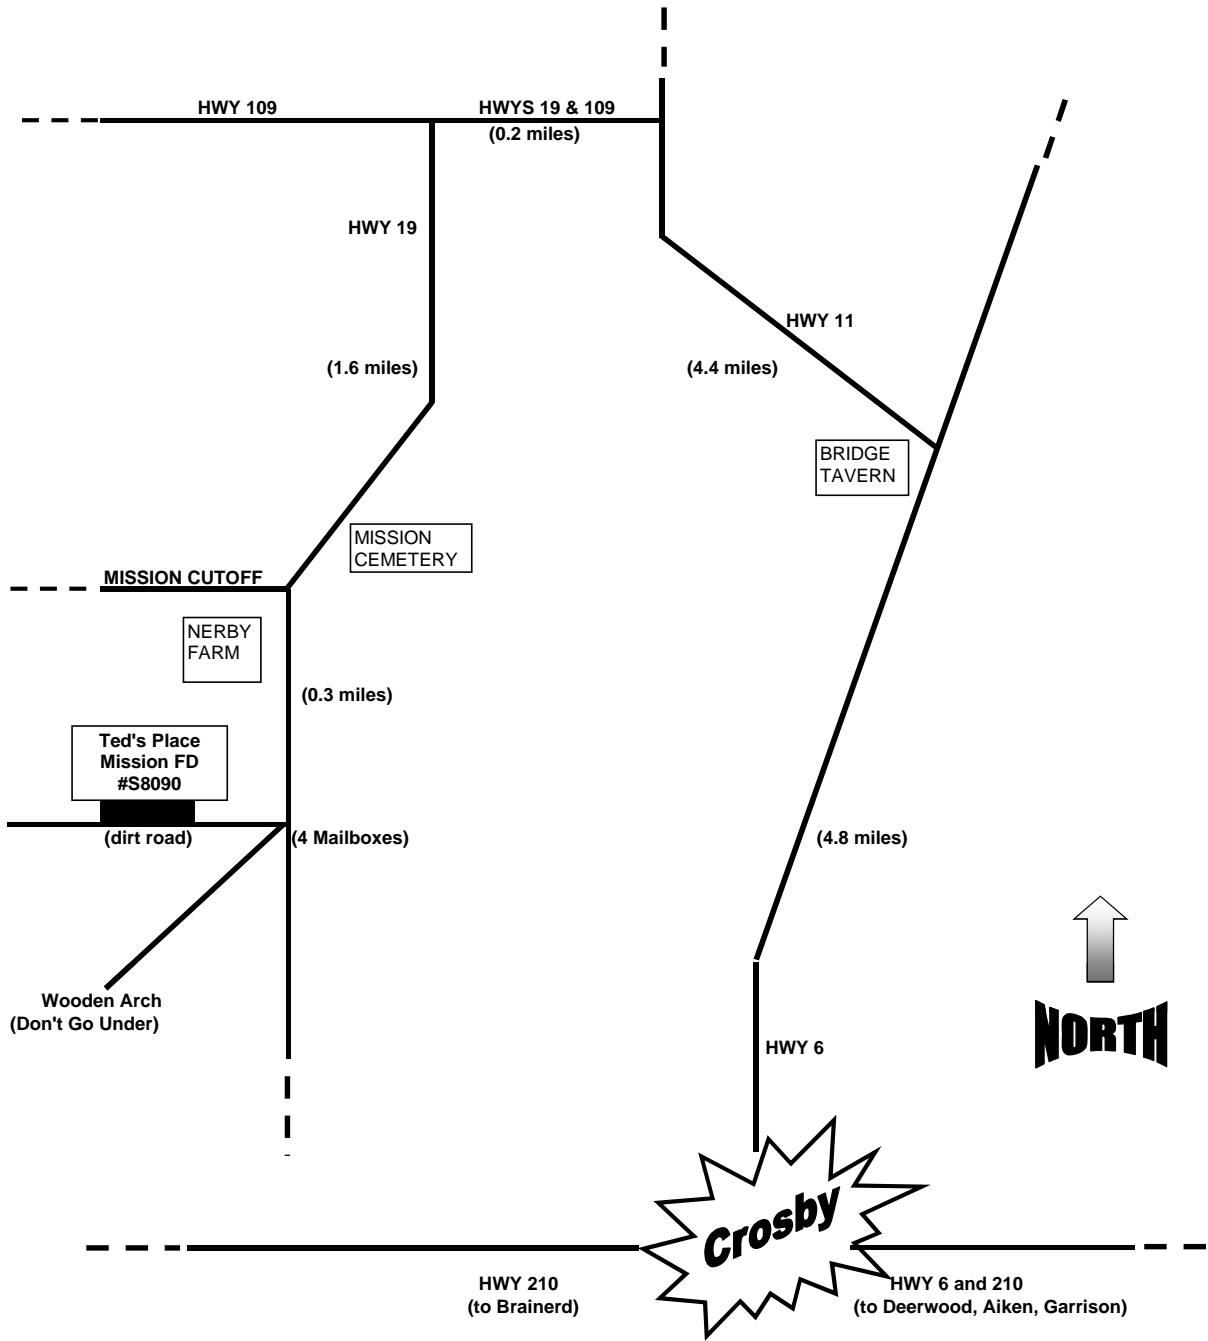 HWY 109
HWYS 19 & 109
(0.2 miles)
HWY 19
HWY 11
(1.6 miles)
(4.4 miles)
BRIDGE
TAVERN
MISSION
CEMETERY
MISSION CUTOFF
NERBY
FARM
(0.3 miles)
Ted's Place
Mission FD
#S8090
(dirt road)
(4 Mailboxes)
(4.8 miles)
Wooden Arch
(Don't Go Under)
NORTH
HWY 6
Crosby
HWY 210
(to Brainerd)
HWY 6 and 210
(to Deerwood, Aiken, Garrison)